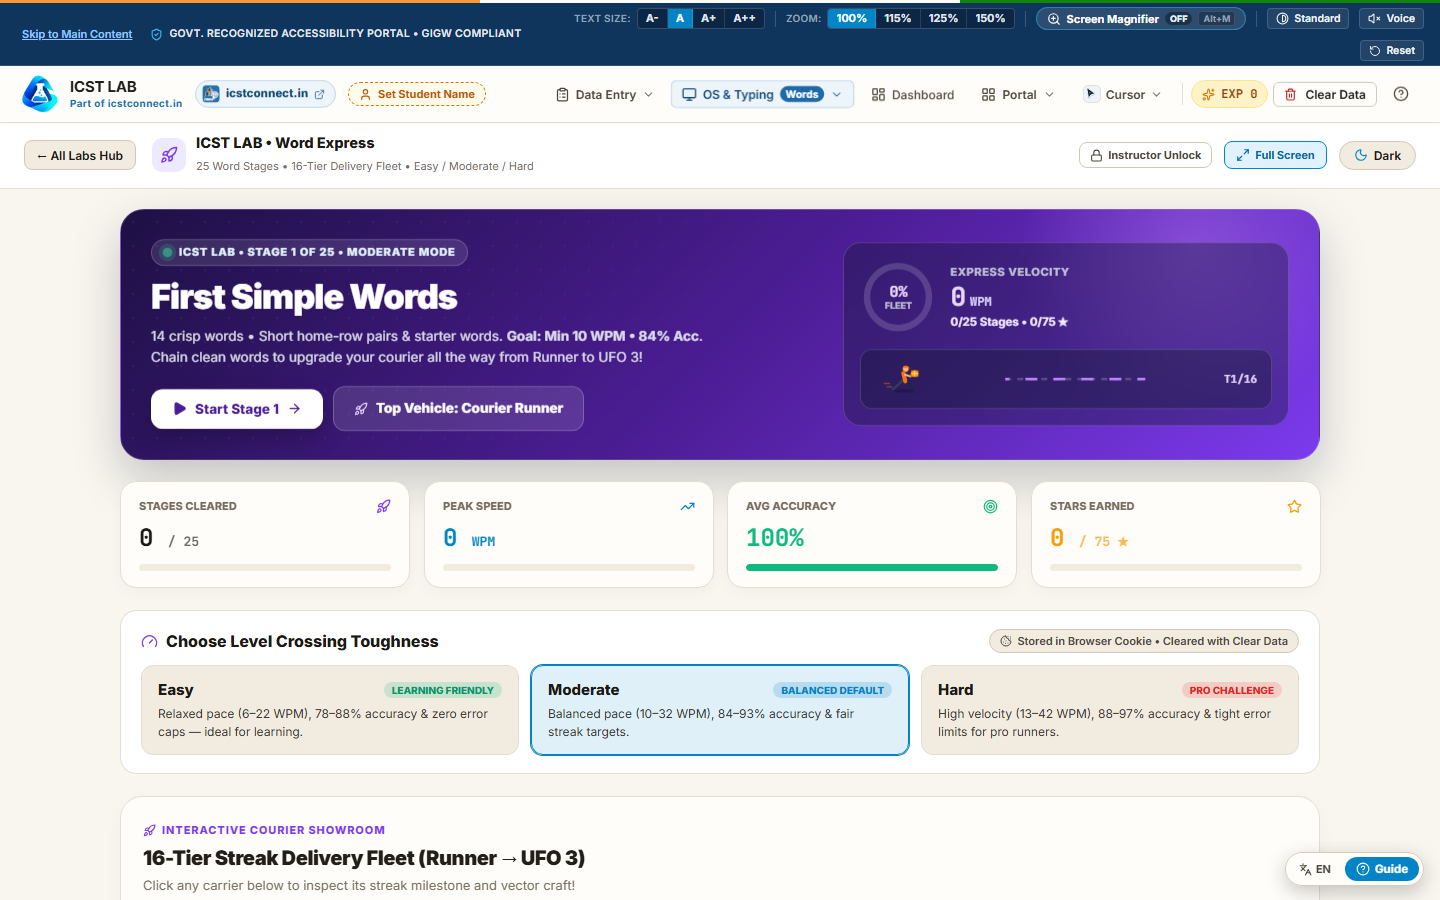 TEXT SIZE: A- A A+ A++ ZOOM: 100% 115% 125% 150% Screen Magnifier OFF Alt+M Standard Voice
Skip to Main Content GOVT. RECOGNIZED ACCESSIBILITY PORTAL • GIGW COMPLIANT
Reset
ICST LAB
Part of icstconnect.in
icstconnect.in Set Student Name Data Entry OS & Typing Words Dashboard Portal Cursor EXP 0 Clear Data
← All Labs Hub
ICST LAB • Word Express
25 Word Stages • 16-Tier Delivery Fleet • Easy / Moderate / Hard
Instructor Unlock Full Screen Dark
ICST LAB • STAGE 1 OF 25 • MODERATE MODE
First Simple Words
14 crisp words • Short home-row pairs & starter words. Goal: Min 10 WPM • 84% Acc.
Chain clean words to upgrade your courier all the way from Runner to UFO 3!
Start Stage 1 → Top Vehicle: Courier Runner
0%
FLEET
EXPRESS VELOCITY
0 WPM
0/25 Stages • 0/75 ★
T1/16
STAGES CLEARED
0 / 25
PEAK SPEED
0 WPM
AVG ACCURACY
100%
STARS EARNED
0 / 75 ★
Choose Level Crossing Toughness
Stored in Browser Cookie • Cleared with Clear Data
Easy LEARNING FRIENDLY
Relaxed pace (6–22 WPM), 78–88% accuracy & zero error
caps — ideal for learning.
Moderate BALANCED DEFAULT
Balanced pace (10–32 WPM), 84–93% accuracy & fair
streak targets.
Hard PRO CHALLENGE
High velocity (13–42 WPM), 88–97% accuracy & tight error
limits for pro runners.
INTERACTIVE COURIER SHOWROOM
16-Tier Streak Delivery Fleet (Runner → UFO 3)
Click any carrier below to inspect its streak milestone and vector craft!
EN Guide